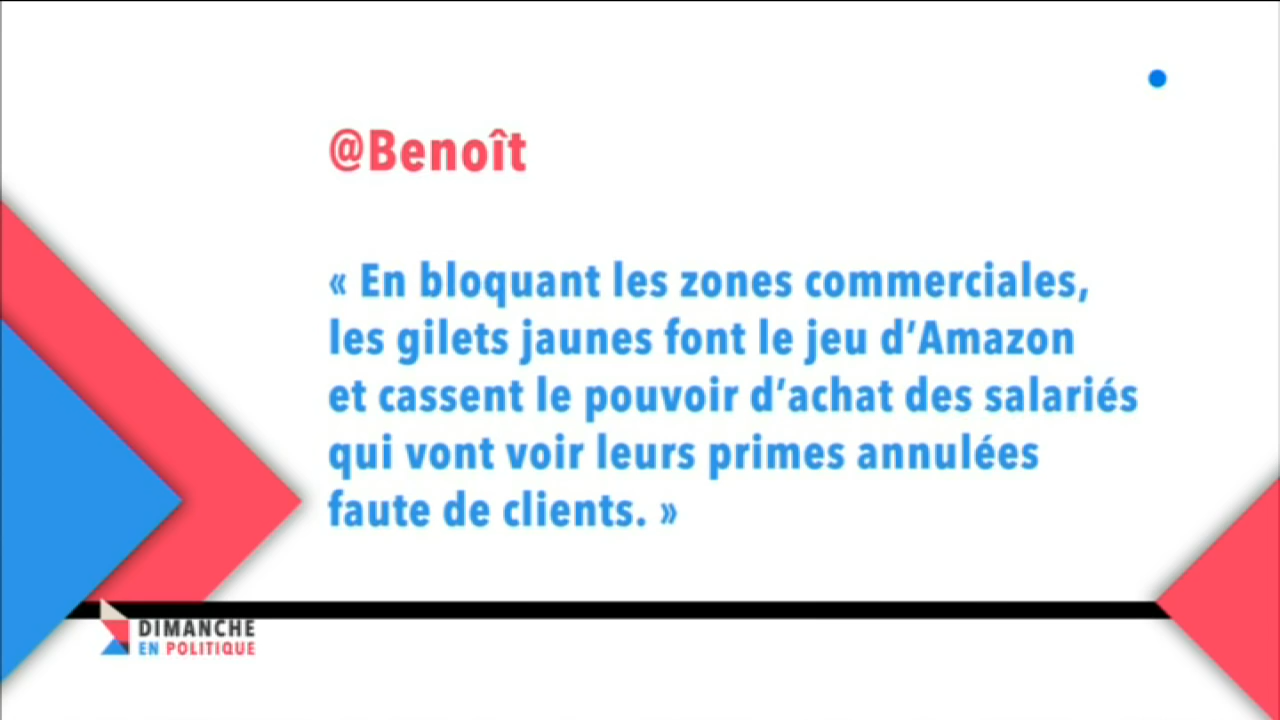 @Benoît
« En bloquant les zones commerciales,
les gilets jaunes font le jeu d’Amazon
et cassent le pouvoir d’achat des salariés
qui vont voir leurs primes annulées
faute de clients. »
DIMANCHE
EN POLITIQUE